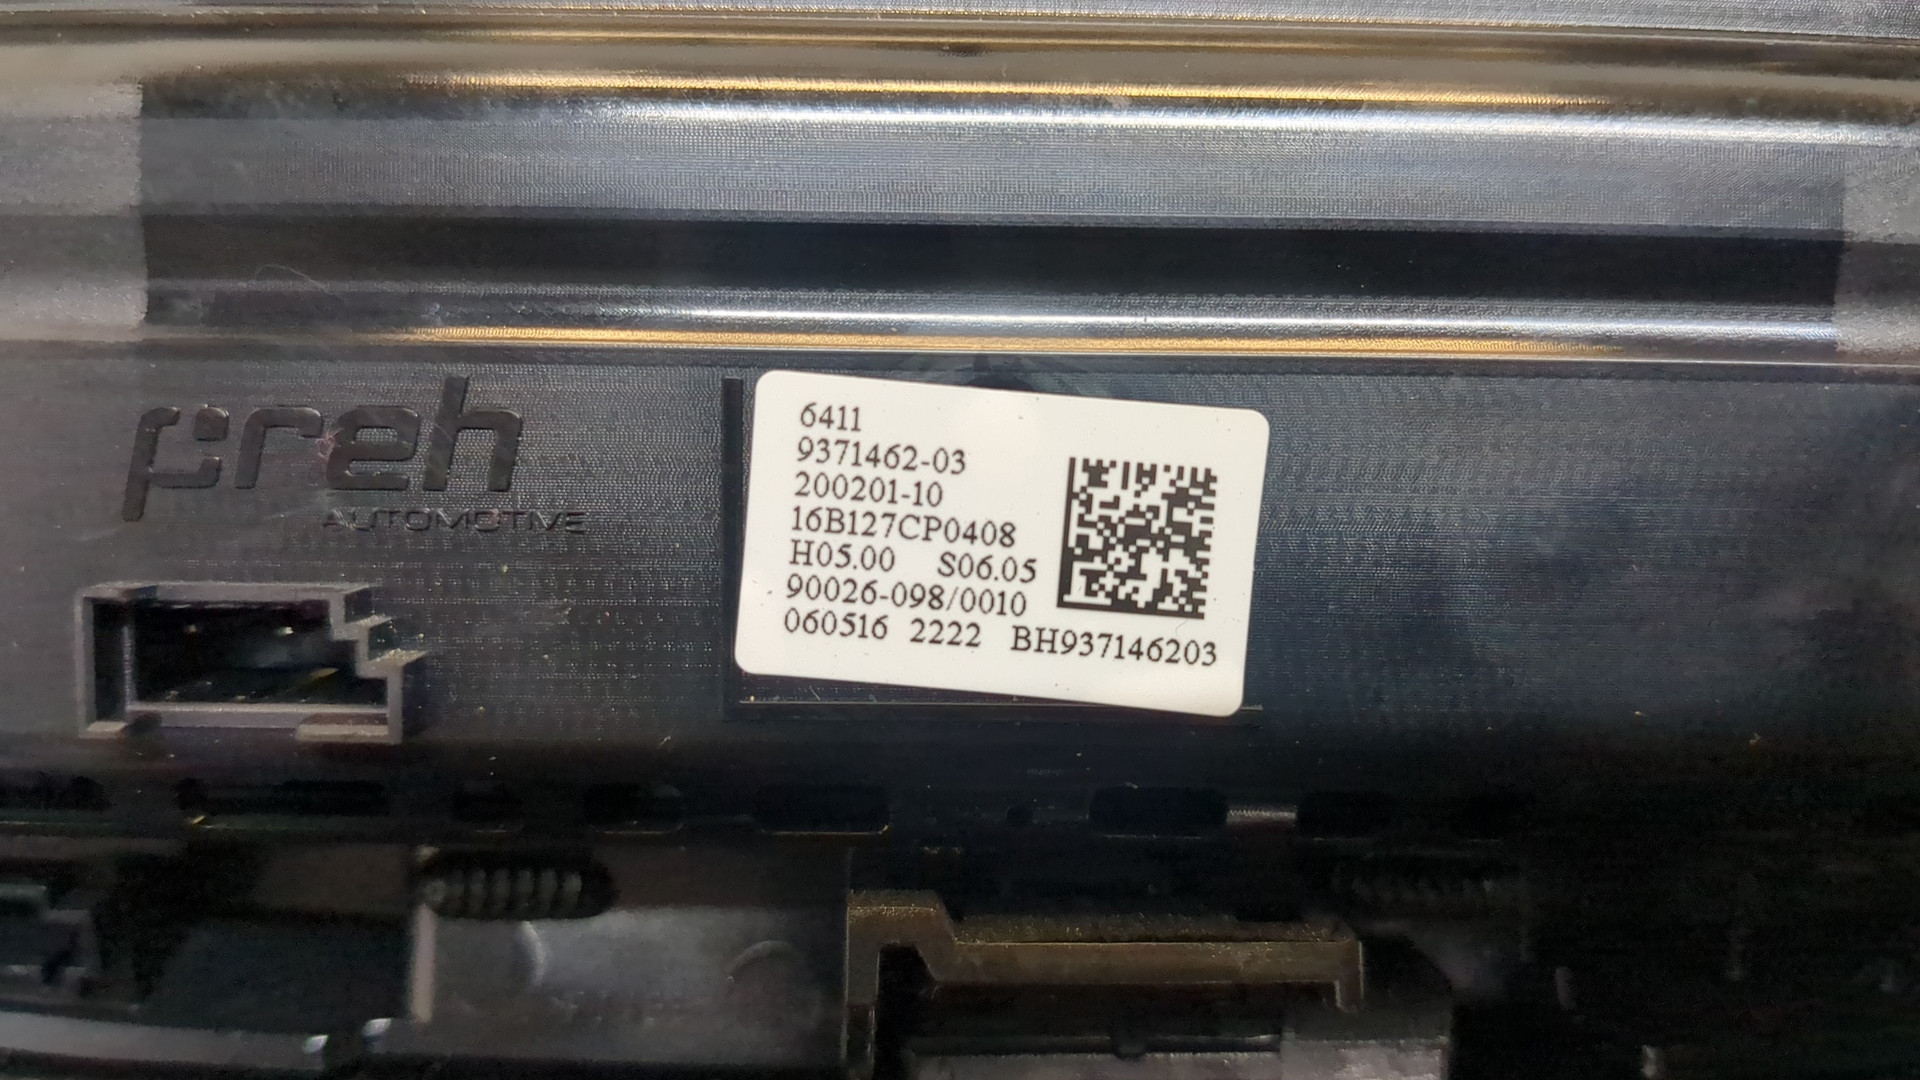 preh
AUTOMOTIVE
6411
9371462-03
200201-10
16B127CP0408
H05.00 S06.05
90026-098/0010
060516 2222 BH937146203